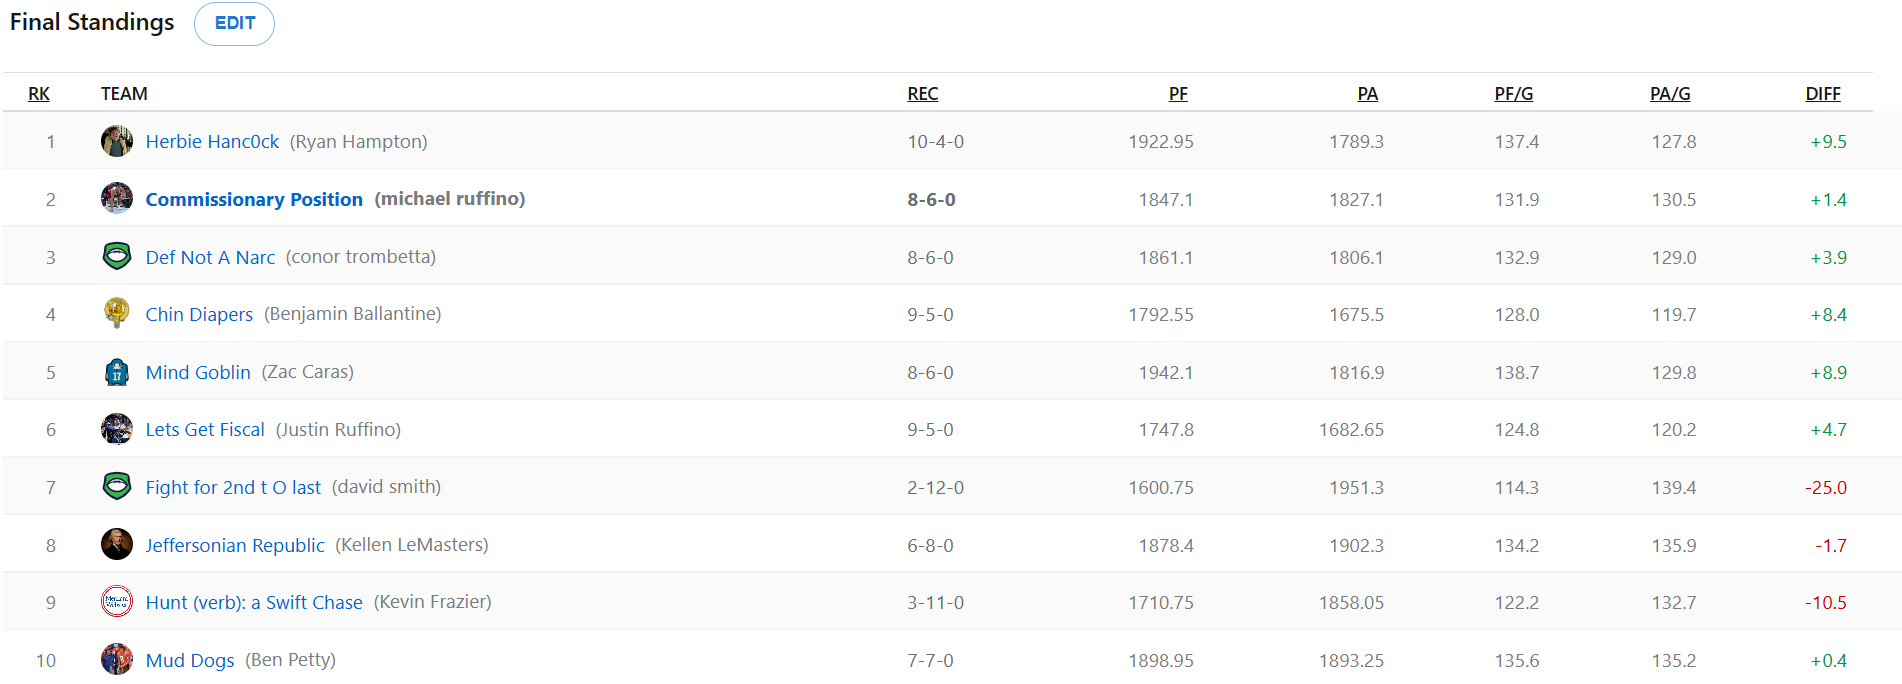 Final Standings EDIT
RK TEAM REC PF PA PF/G PA/G DIFF
1 Herbie Hanc0ck (Ryan Hampton) 10-4-0 1922.95 1789.3 137.4 127.8 +9.5
2 Commissionary Position (michael ruffino) 8-6-0 1847.1 1827.1 131.9 130.5 +1.4
3 Def Not A Narc (conor trombetta) 8-6-0 1861.1 1806.1 132.9 129.0 +3.9
4 Chin Diapers (Benjamin Ballantine) 9-5-0 1792.55 1675.5 128.0 119.7 +8.4
5 Mind Goblin (Zac Caras) 8-6-0 1942.1 1816.9 138.7 129.8 +8.9
6 Lets Get Fiscal (Justin Ruffino) 9-5-0 1747.8 1682.65 124.8 120.2 +4.7
7 Fight for 2nd t O last (david smith) 2-12-0 1600.75 1951.3 114.3 139.4 -25.0
8 Jeffersonian Republic (Kellen LeMasters) 6-8-0 1878.4 1902.3 134.2 135.9 -1.7
9 Hunt (verb): a Swift Chase (Kevin Frazier) 3-11-0 1710.75 1858.05 122.2 132.7 -10.5
10 Mud Dogs (Ben Petty) 7-7-0 1898.95 1893.25 135.6 135.2 +0.4